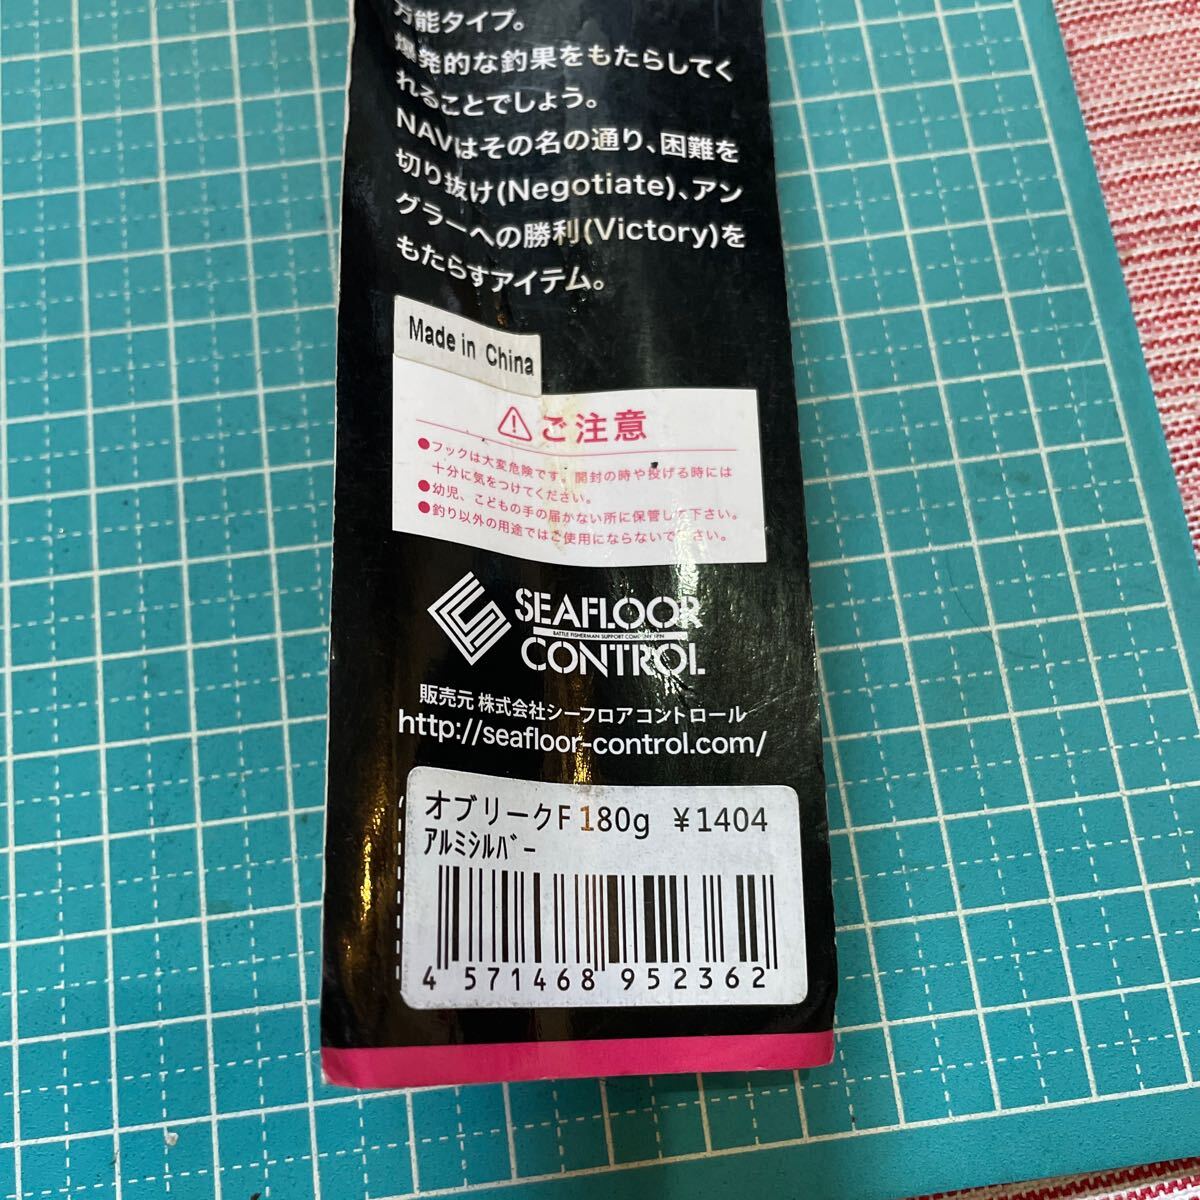 万能タイプ。
爆発的な釣果をもたらしてく
れることでしょう。
NAVはその名の通り、困難を
切り抜け(Negotiate)、アン
グラーへの勝利(Victory)を
もたらすアイテム。
Made in China
ご注意
●フックは大変危険です。開封の時や投げる時には
十分に気をつけてください。
●幼児、こどもの手の届かない所に保管して下さい。
●釣り以外の用途ではご使用にならないで下さい。
SEAFLOOR
BATTLE FISHERMAN SUPPORT COMPANY
CONTROL
販売元 株式会社シーフロアコントロール
http://seafloor-control.com/
オブリークF 180g ¥1404
ｱﾙﾐｼﾙﾊﾞｰ
4 571468 952362